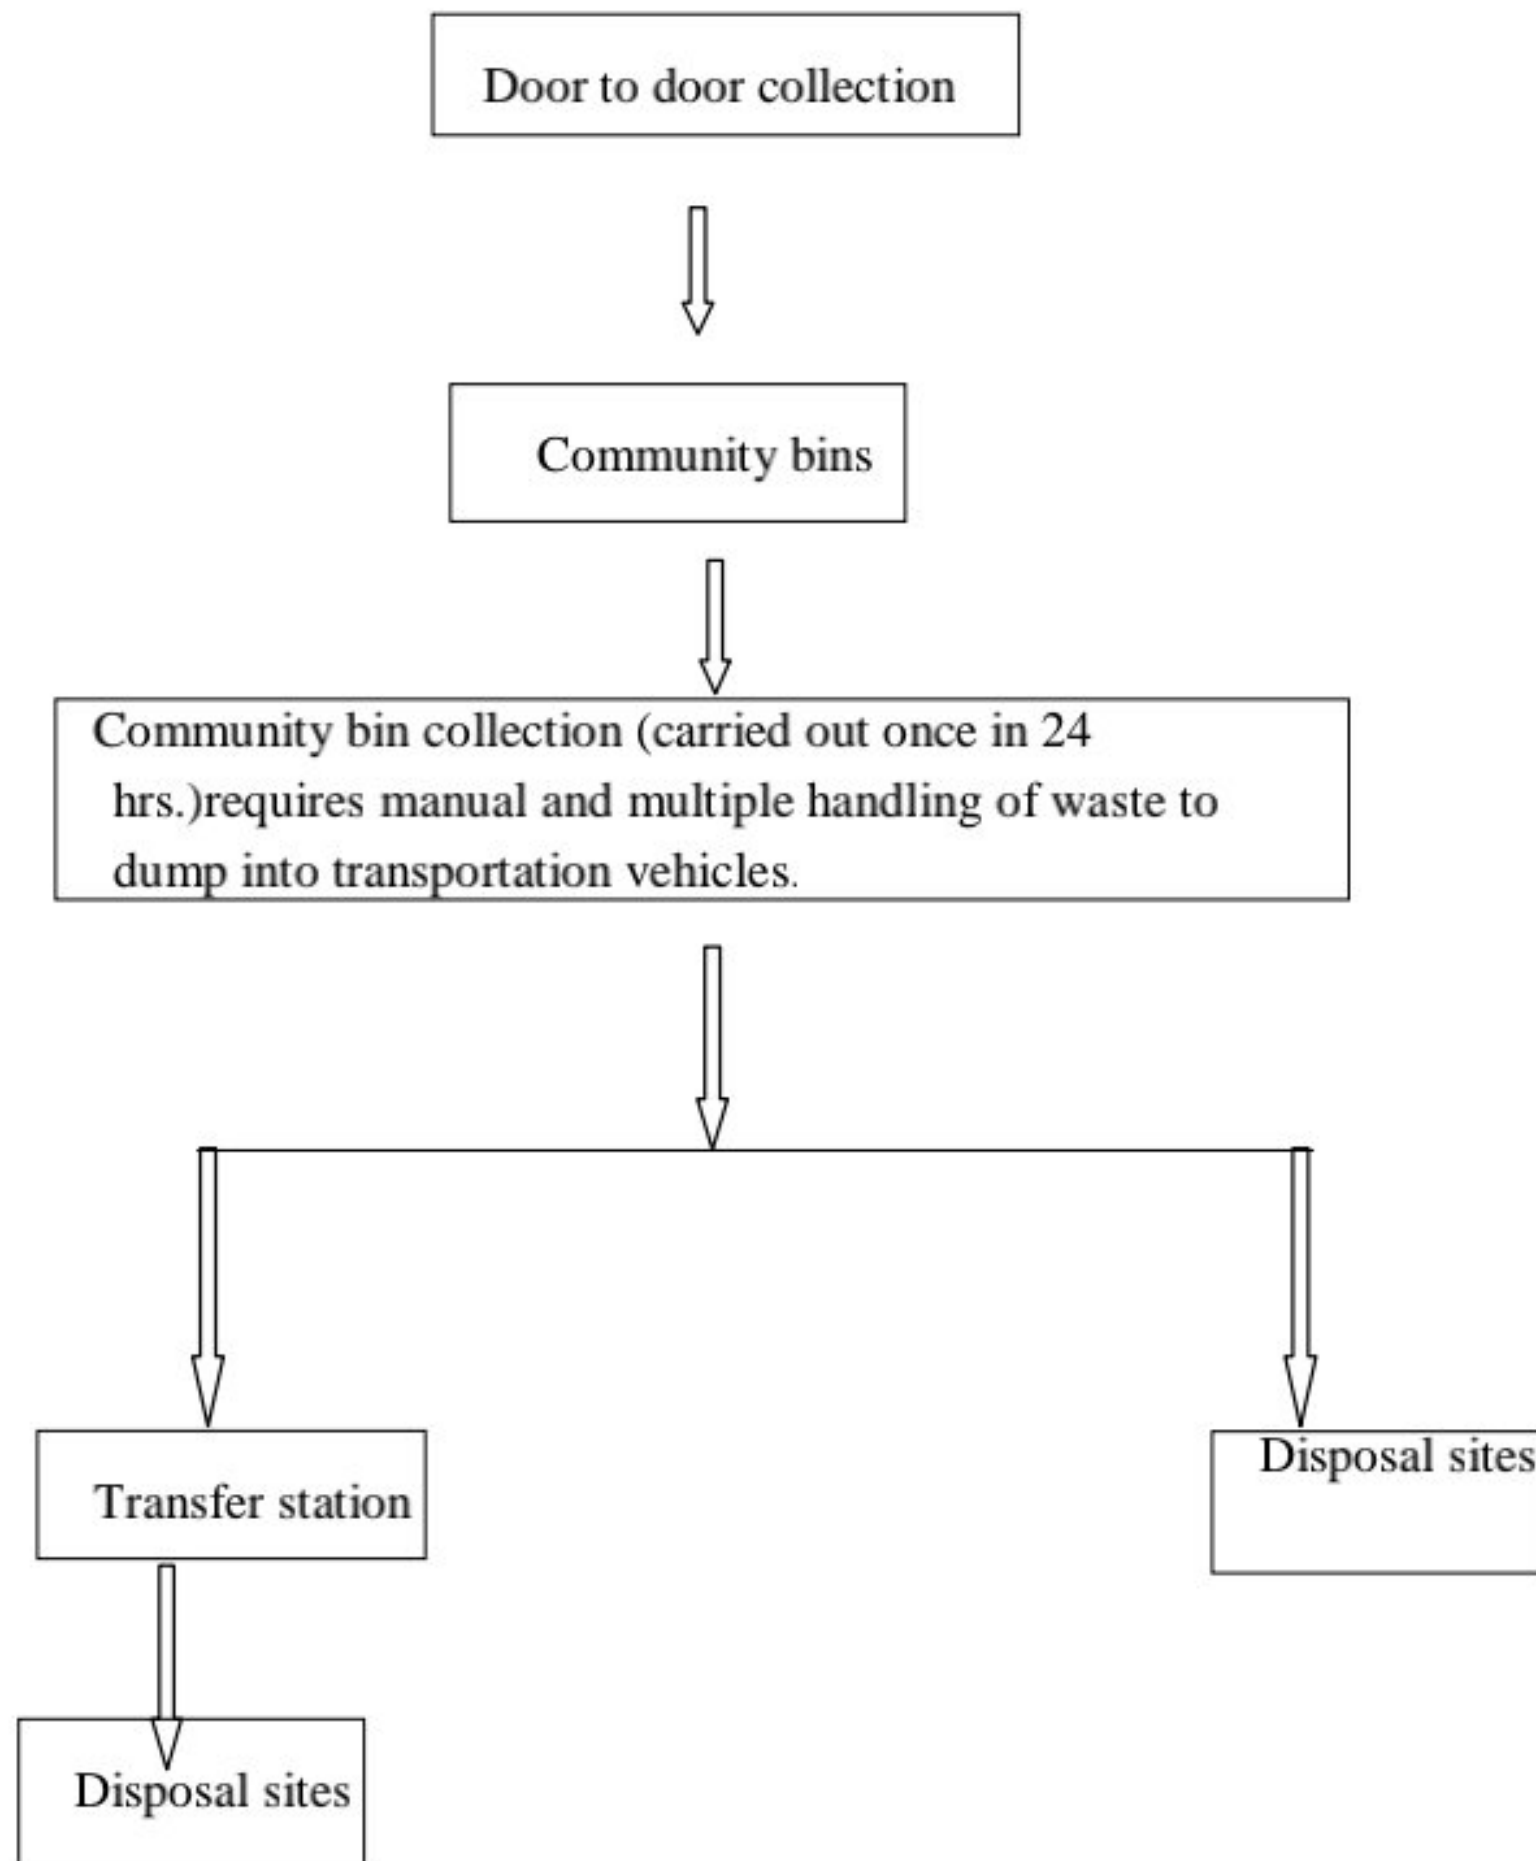 Door to door collection
Community bins
Community bin collection (carried out once in 24
hrs.)requires manual and multiple handling of waste to
dump into transportation vehicles.
Transfer station
Disposal sites
Disposal sites